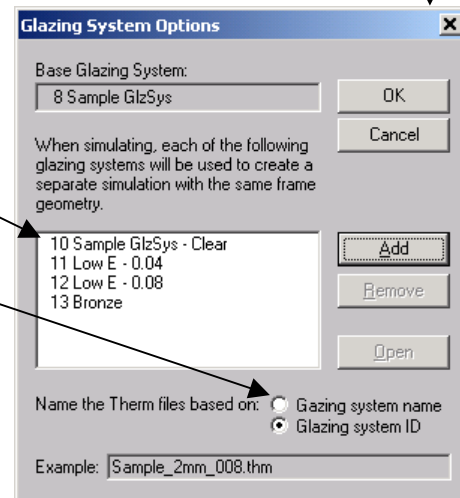 Glazing System Options
Base Glazing System:
8 Sample GlzSys
OK
Cancel
When simulating, each of the following
glazing systems will be used to create a
separate simulation with the same frame
geometry.
10 Sample GlzSys - Clear
11 Low E - 0.04
12 Low E - 0.08
13 Bronze
Add
Remove
Open
Name the Therm files based on:
Gazing system name
Glazing system ID
Example:
Sample_2mm_008.thm